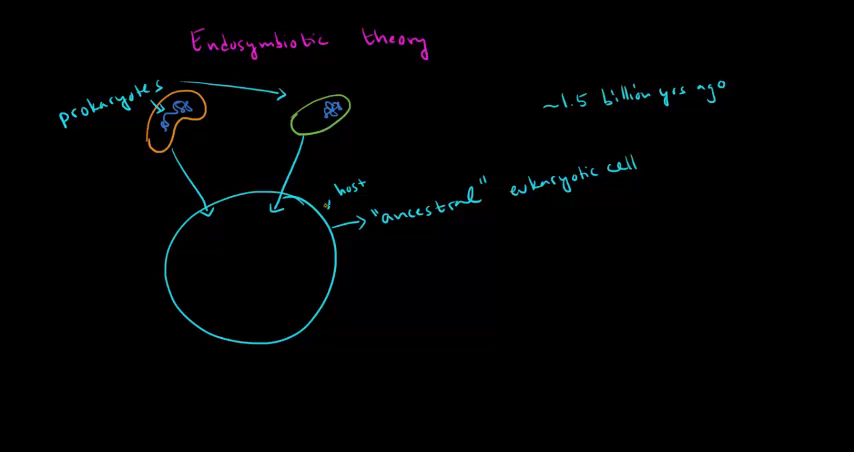 Endosymbiotic theory
prokaryotes
~1.5 billion yrs ago
host
"ancestral" eukaryotic cell